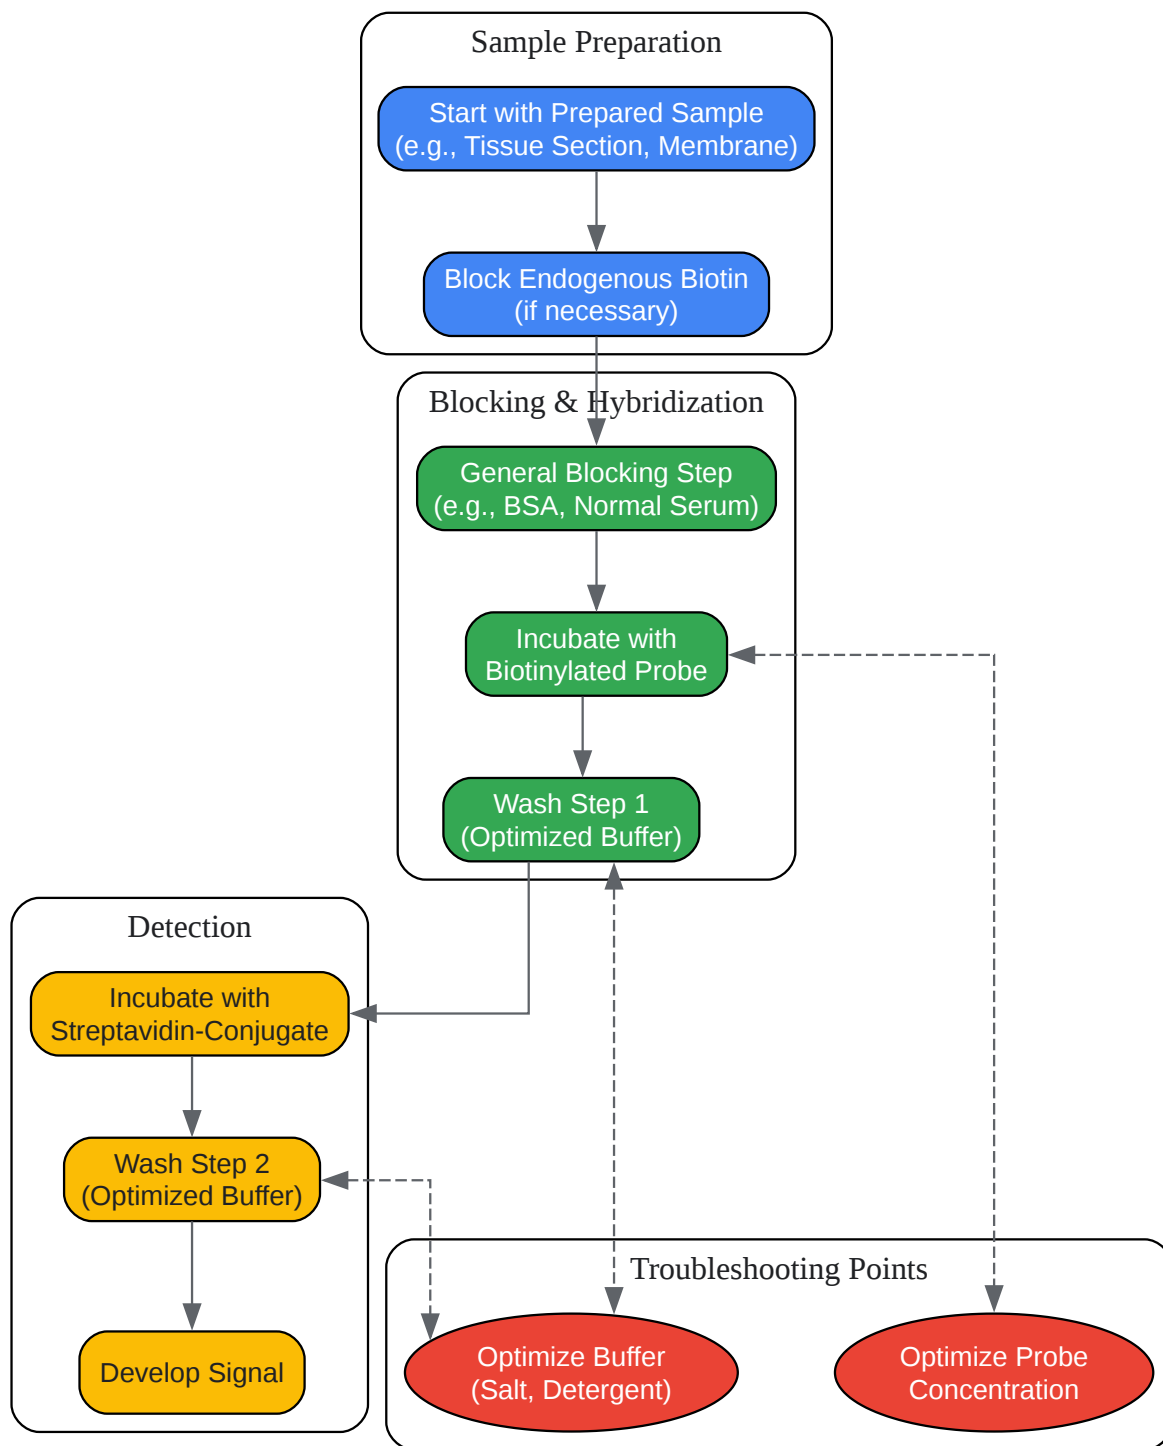 Sample Preparation
Start with Prepared Sample
(e.g., Tissue Section, Membrane)
Block Endogenous Biotin
(if necessary)
Blocking & Hybridization
General Blocking Step
(e.g., BSA, Normal Serum)
Incubate with
Biotinylated Probe
Wash Step 1
(Optimized Buffer)
Detection
Incubate with
Streptavidin-Conjugate
Wash Step 2
(Optimized Buffer)
Develop Signal
Troubleshooting Points
Optimize Buffer
(Salt, Detergent)
Optimize Probe
Concentration